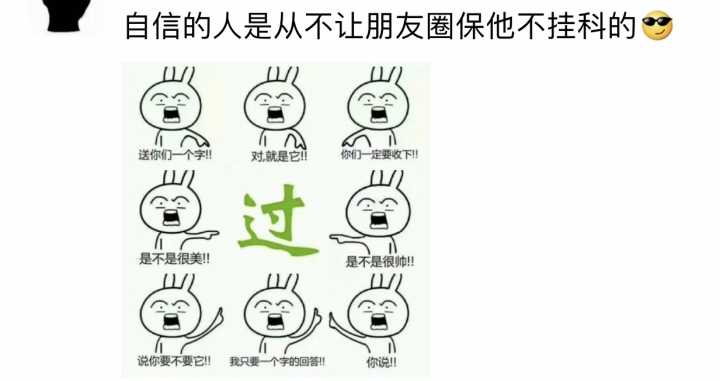 自信的人是从不让朋友圈保他不挂科的😎
送你们一个字!!
对,就是它!!
你们一定要收下!!
是不是很美!!
过
是不是很帅!!
说你要不要它!!
我只要一个字的回答!!
你说!!